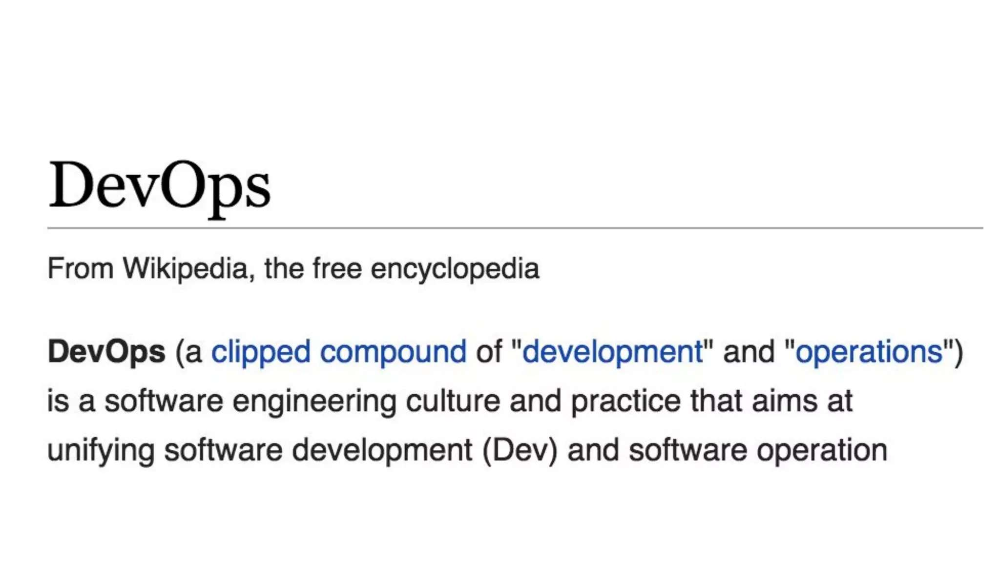 DevOps
From Wikipedia, the free encyclopedia
DevOps (a clipped compound of "development" and "operations")
is a software engineering culture and practice that aims at
unifying software development (Dev) and software operation